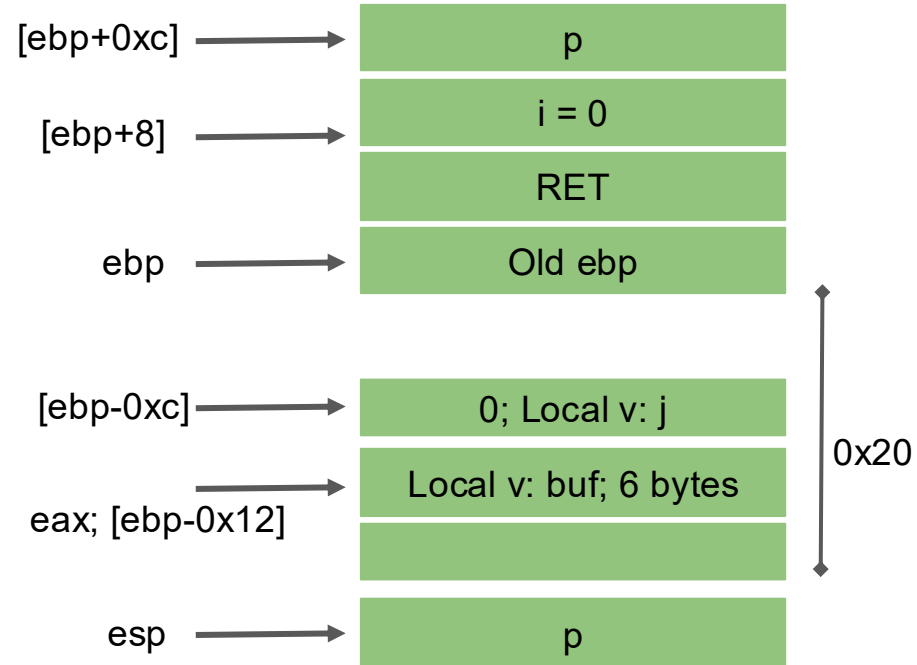 [ebp+0xc]
p
[ebp+8]
i = 0
RET
ebp
Old ebp
[ebp-0xc]
0; Local v: j
0x20
Local v: buf; 6 bytes
eax; [ebp-0x12]
esp
p